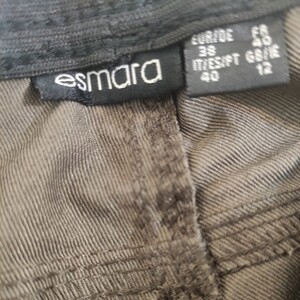 esmara
EUR/DE FR
38 40
IT/ES/PT GB/IE
40 12